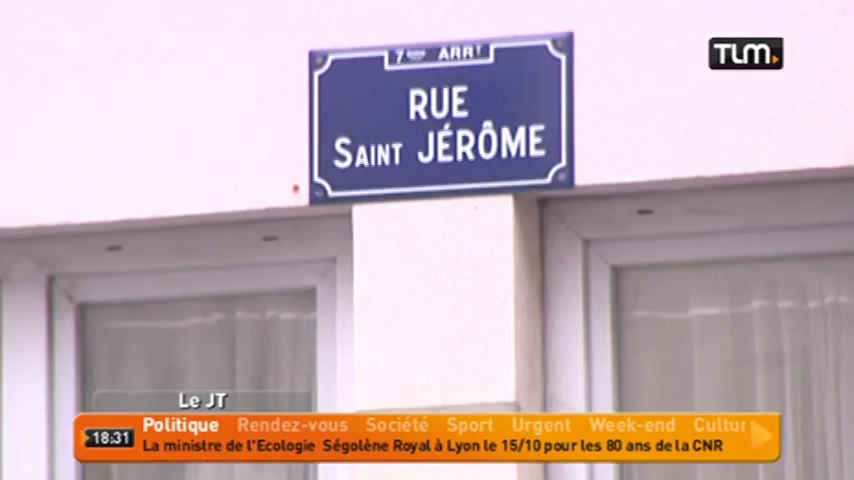 7ème ARRT
RUE
SAINT JÉRÔME
TLM
Le JT
Politique Rendez-vous Société Sport Urgent Week-end Cultur
18:31
La ministre de l'Ecologie Ségolène Royal à Lyon le 15/10 pour les 80 ans de la CNR